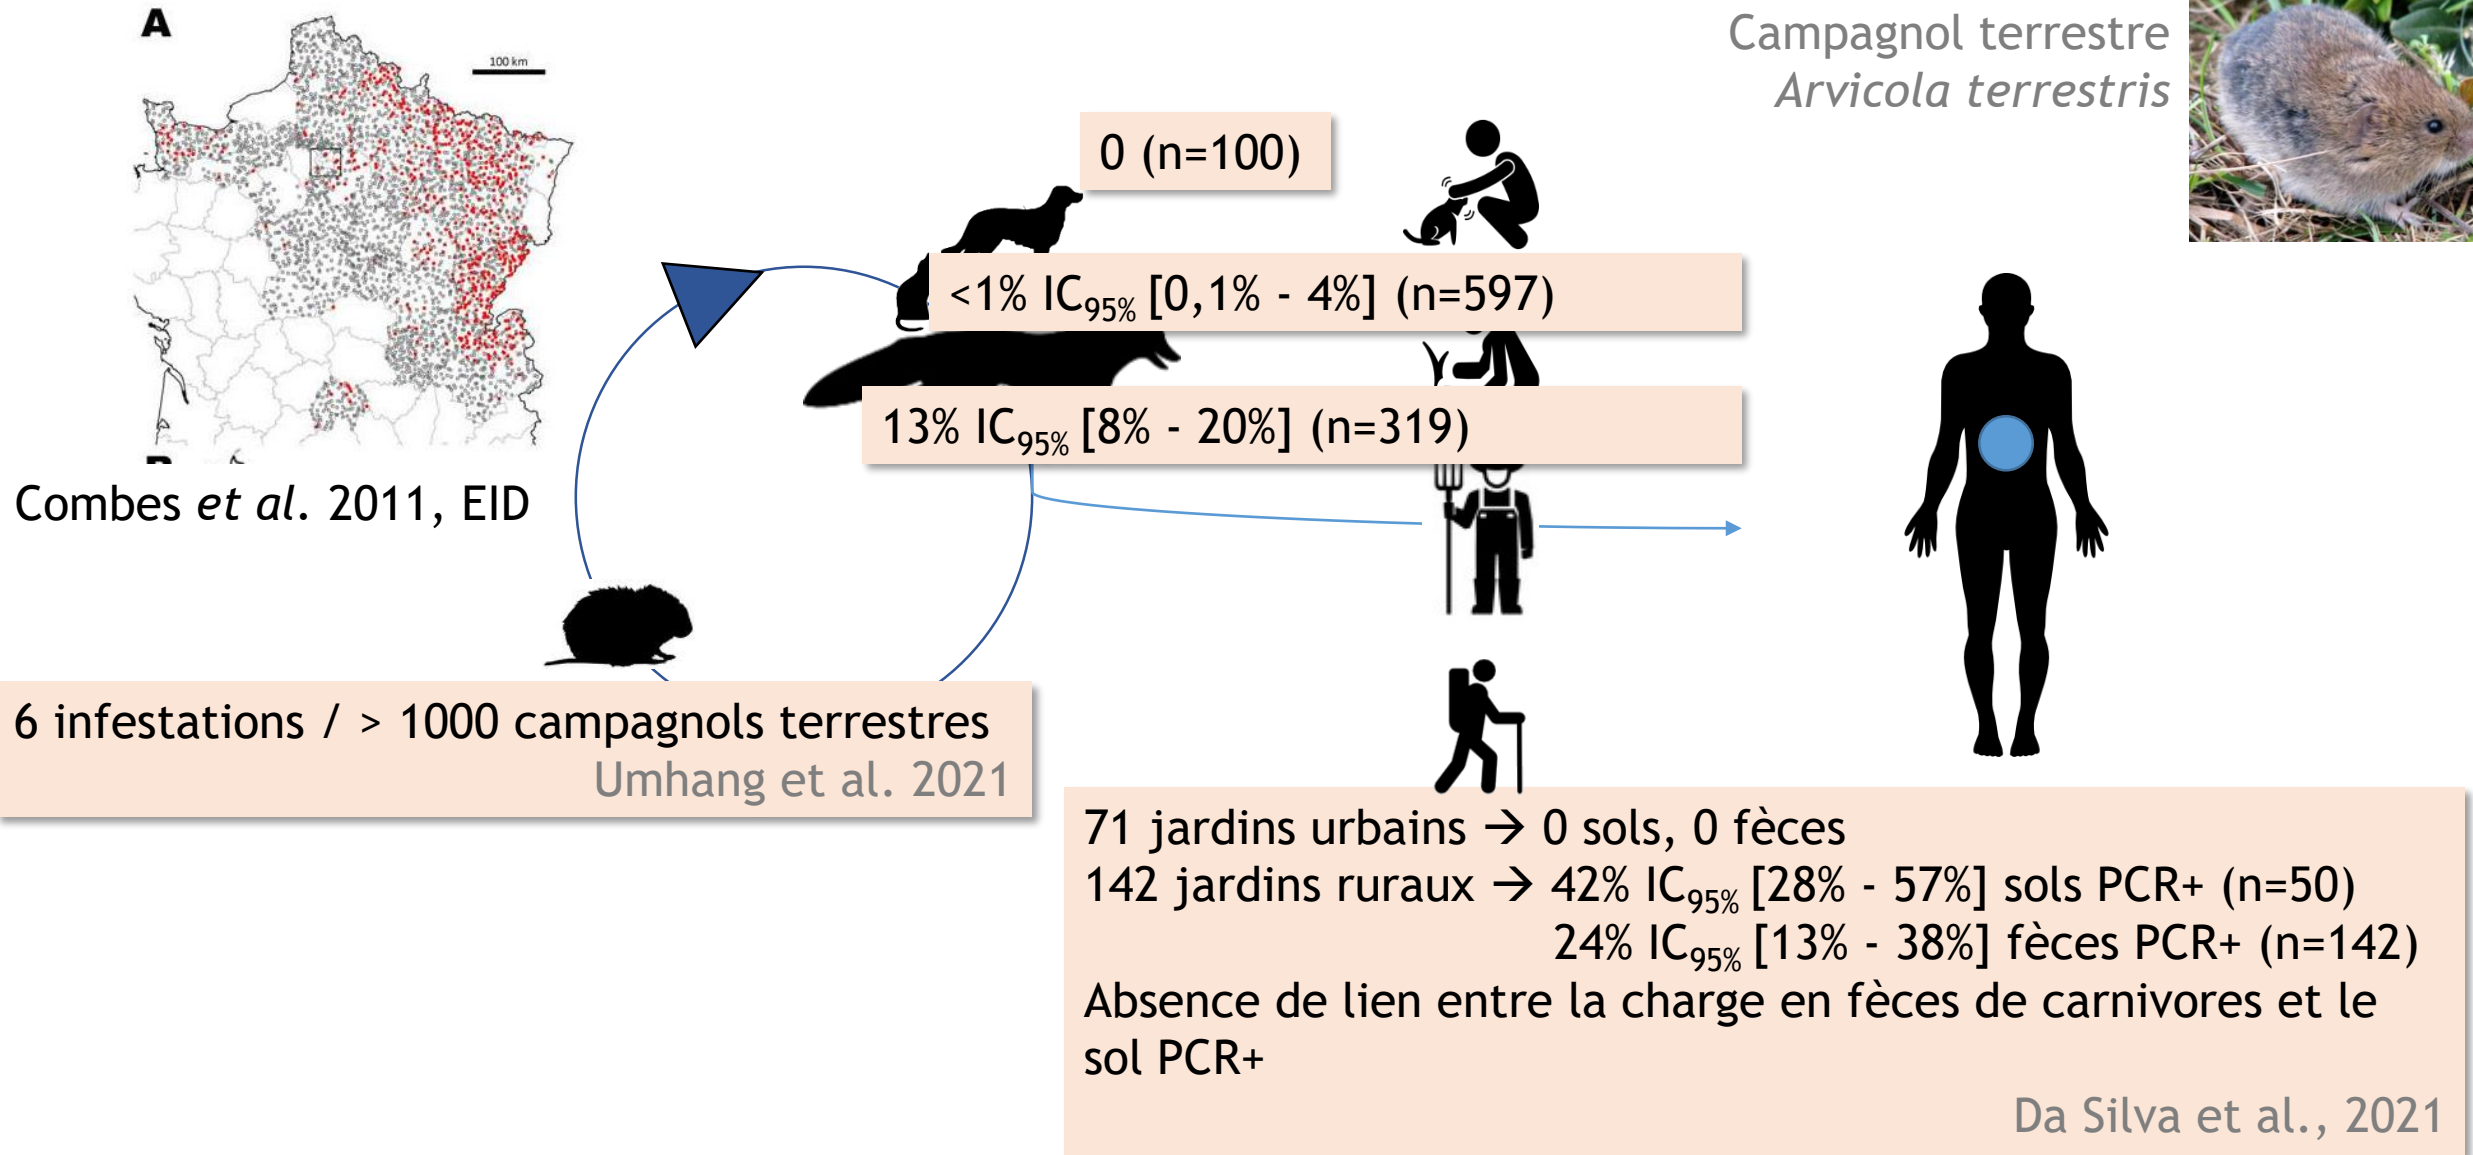 A
100 km
Campagnol terrestre
Arvicola terrestris
0 (n=100)
<1% IC95% [0,1% - 4%] (n=597)
13% IC95% [8% - 20%] (n=319)
Combes et al. 2011, EID
6 infestations / > 1000 campagnols terrestres
Umhang et al. 2021
71 jardins urbains → 0 sols, 0 fèces
142 jardins ruraux → 42% IC95% [28% - 57%] sols PCR+ (n=50)
24% IC95% [13% - 38%] fèces PCR+ (n=142)
Absence de lien entre la charge en fèces de carnivores et le
sol PCR+
Da Silva et al., 2021